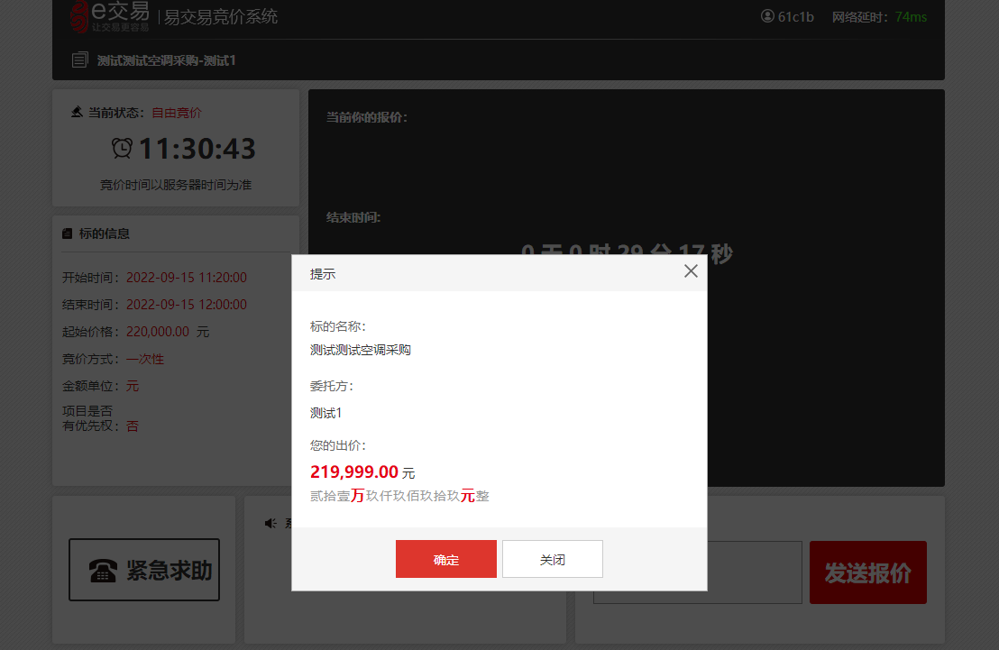 e交易
让交易更容易
易交易竞价系统
61c1b
网络延时：74ms
测试测试空调采购-测试1
当前状态：自由竞价
11:30:43
竞价时间以服务器时间为准
当前你的报价：
结束时间：
0 天 0 时 29 分 17 秒
标的信息
开始时间：2022-09-15 11:20:00
结束时间：2022-09-15 12:00:00
起始价格：220,000.00 元
竞价方式：一次性
金额单位：元
项目是否
有优先权：否
提示
标的名称：
测试测试空调采购
委托方：
测试1
您的出价：
219,999.00 元
贰拾壹万玖仟玖佰玖拾玖元整
确定
关闭
紧急求助
发送报价